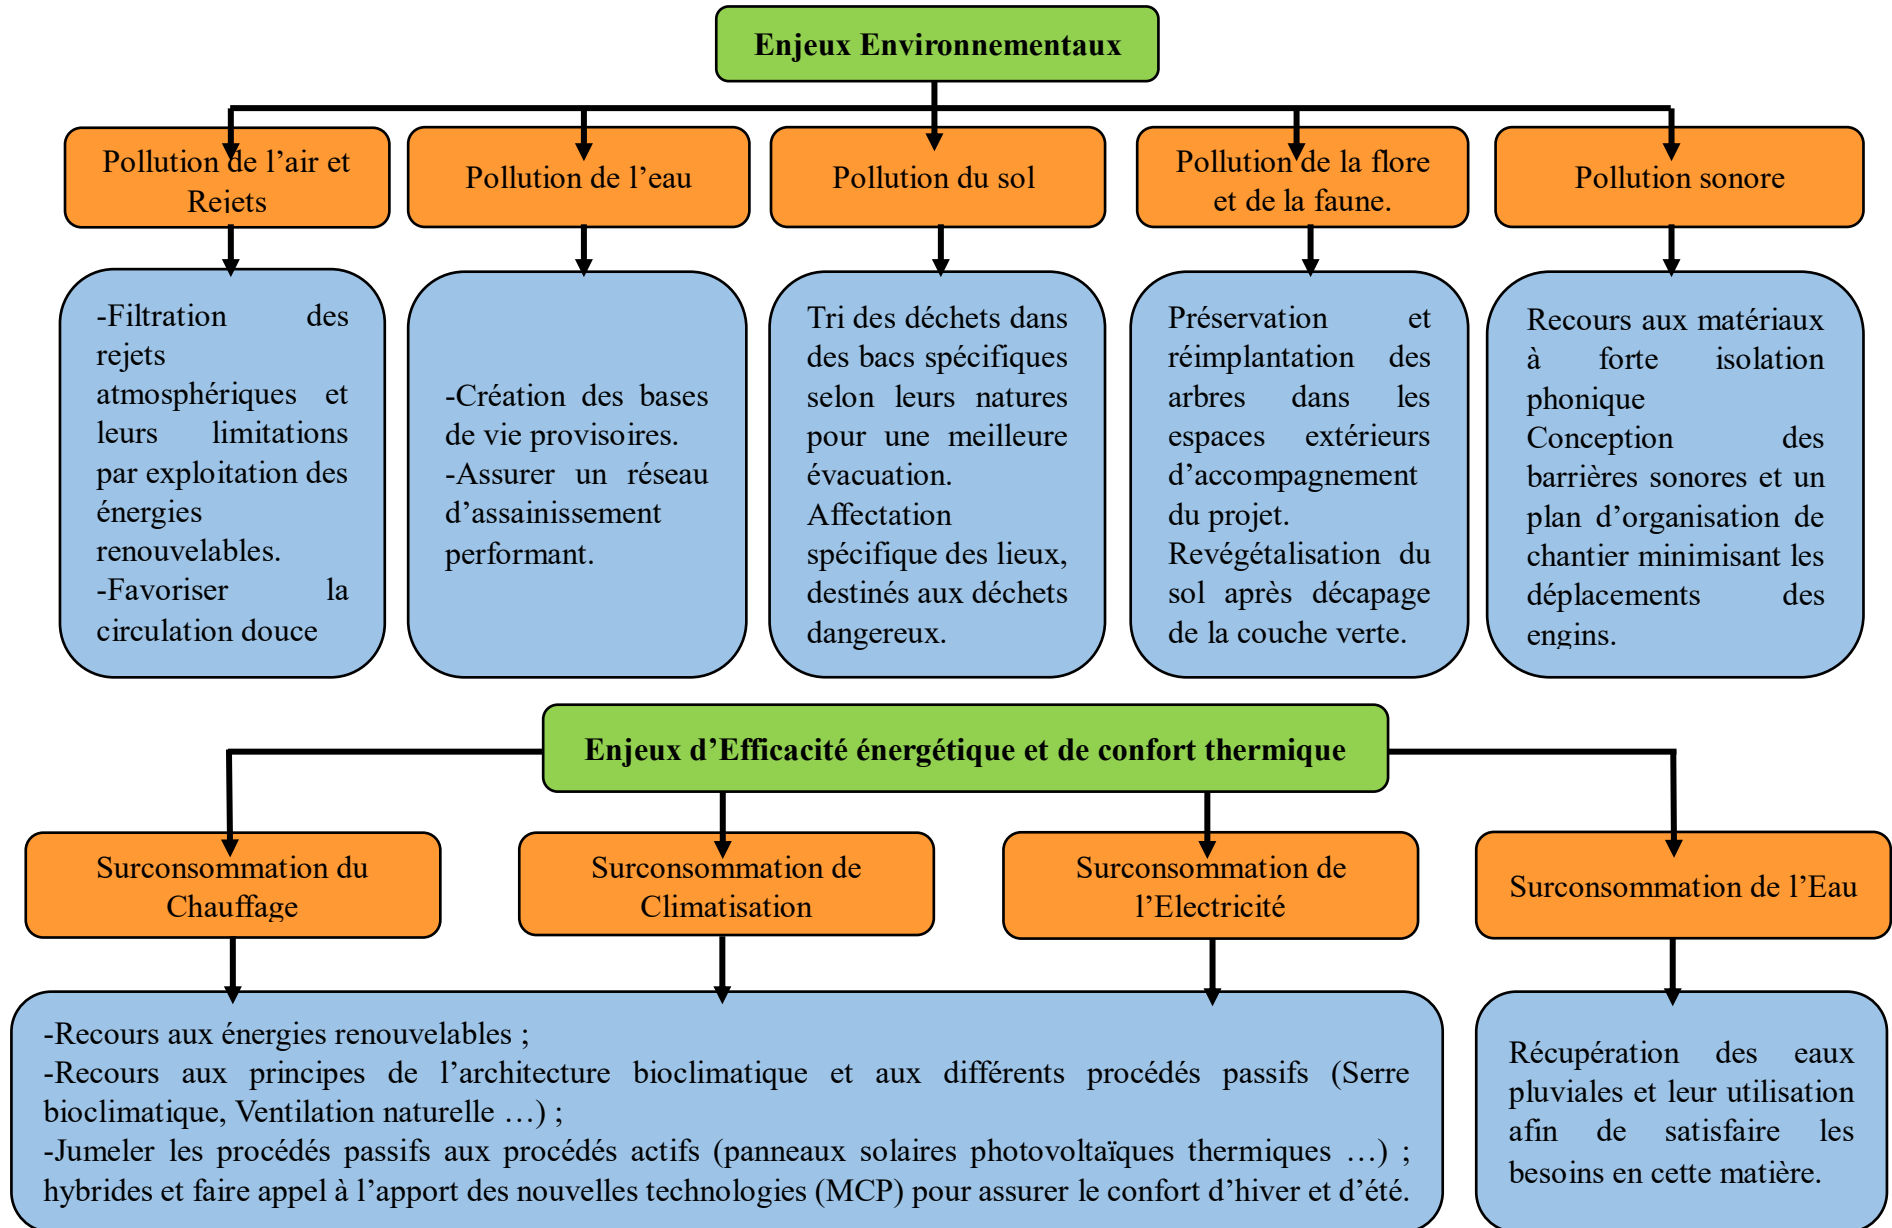 Enjeux Environnementaux
Pollution de l’air et
Rejets
Pollution de l’eau
Pollution du sol
Pollution de la flore
et de la faune.
Pollution sonore
-Filtration des
rejets
atmosphériques et
leurs limitations
par exploitation des
énergies
renouvelables.
-Favoriser la
circulation douce
-Création des bases
de vie provisoires.
-Assurer un réseau
d’assainissement
performant.
Tri des déchets dans
des bacs spécifiques
selon leurs natures
pour une meilleure
évacuation.
Affectation
spécifique des lieux,
destinés aux déchets
dangereux.
Préservation et
réimplantation des
arbres dans les
espaces extérieurs
d’accompagnement
du projet.
Revégétalisation du
sol après décapage
de la couche verte.
Recours aux matériaux
à forte isolation
phonique
Conception des
barrières sonores et un
plan d’organisation de
chantier minimisant les
déplacements des
engins.
Enjeux d’Efficacité énergétique et de confort thermique
Surconsommation du
Chauffage
Surconsommation de
Climatisation
Surconsommation de
l’Electricité
Surconsommation de l’Eau
-Recours aux énergies renouvelables ;
-Recours aux principes de l’architecture bioclimatique et aux différents procédés passifs (Serre
bioclimatique, Ventilation naturelle …) ;
-Jumeler les procédés passifs aux procédés actifs (panneaux solaires photovoltaïques thermiques …) ;
hybrides et faire appel à l’apport des nouvelles technologies (MCP) pour assurer le confort d’hiver et d’été.
Récupération des eaux
pluviales et leur utilisation
afin de satisfaire les
besoins en cette matière.